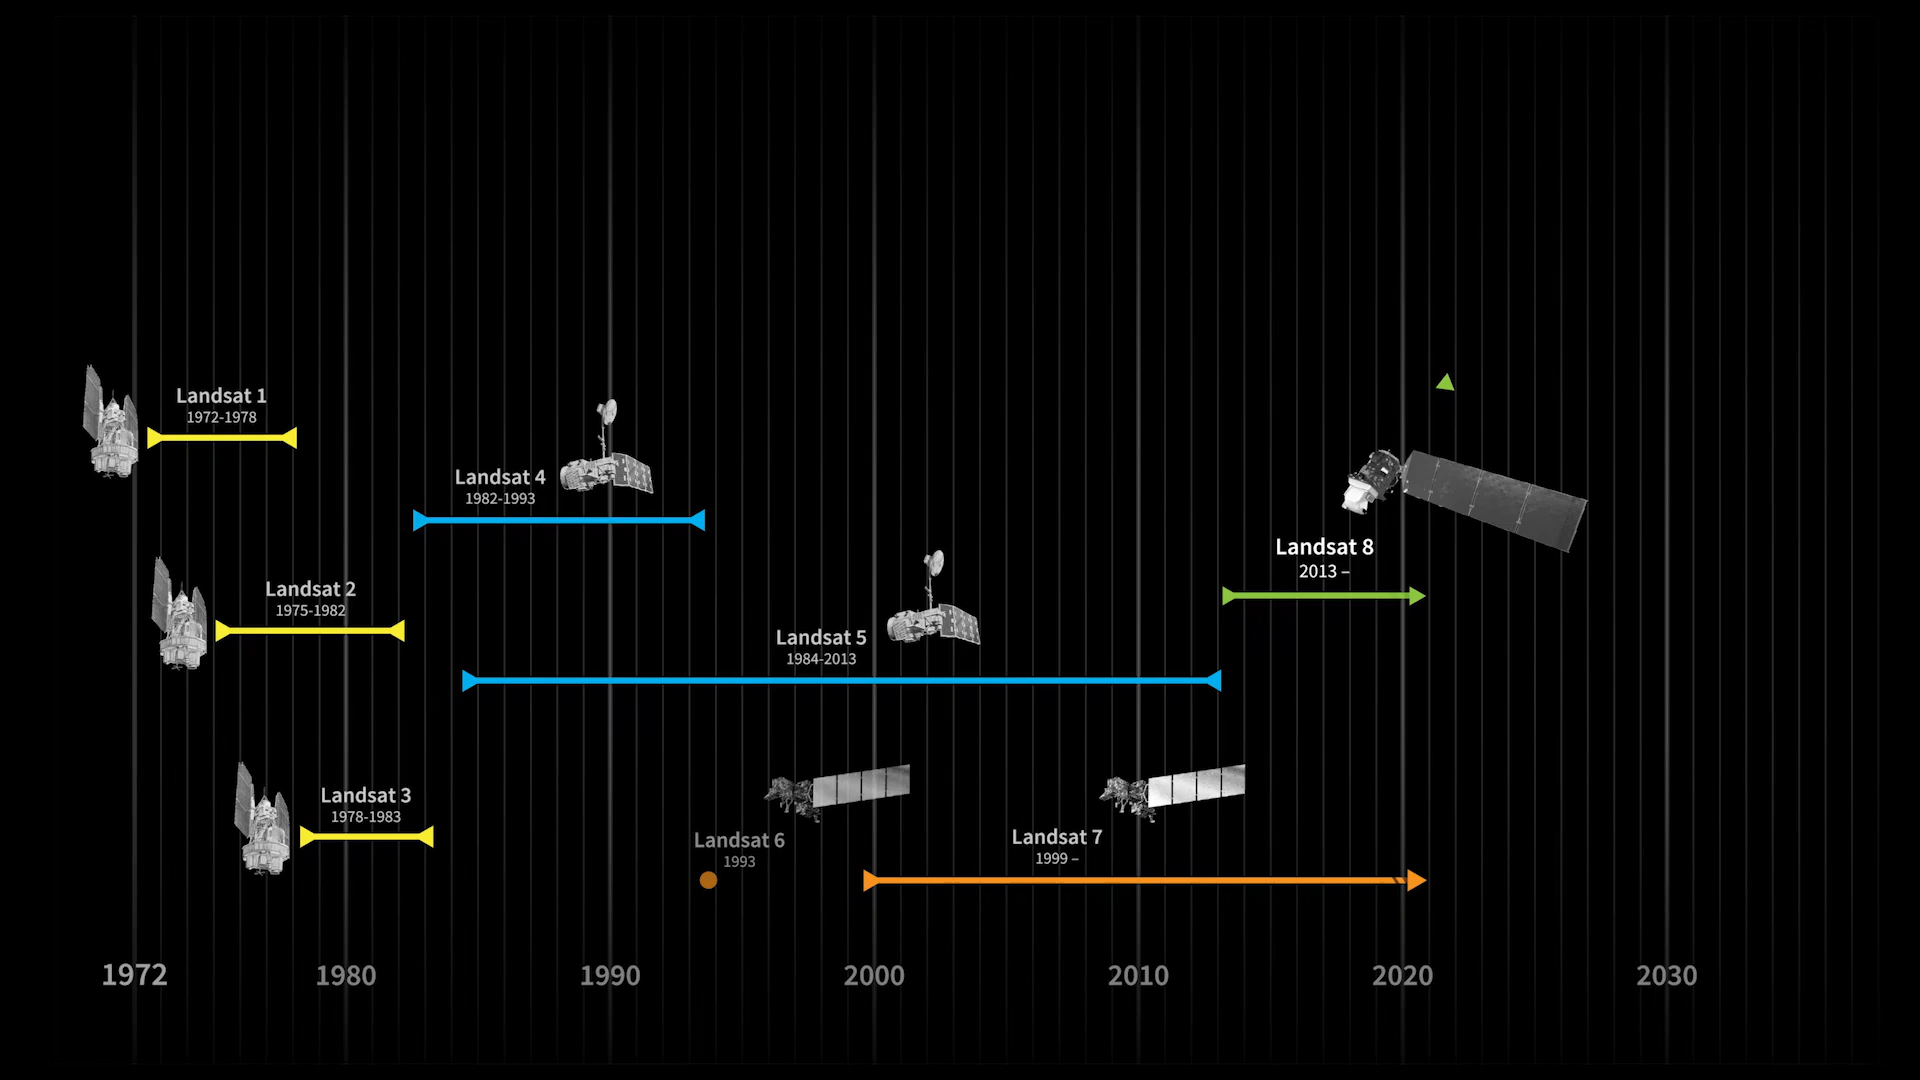 Landsat 1
1972-1978
Landsat 4
1982-1993
Landsat 8
2013 –
Landsat 2
1975-1982
Landsat 5
1984-2013
Landsat 3
1978-1983
Landsat 6
1993
Landsat 7
1999 –
1972
1980
1990
2000
2010
2020
2030